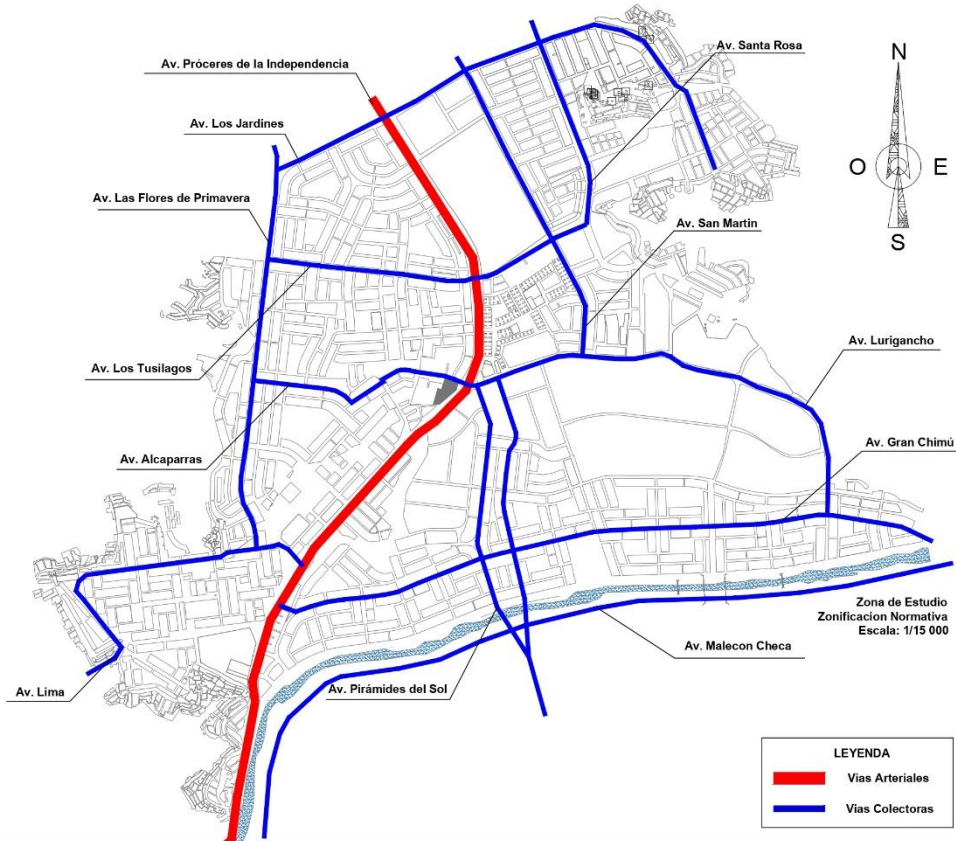 Av. Santa Rosa
Av. Próceres de la Independencia
N
Av. Los Jardines
O
E
Av. Las Flores de Primavera
Av. San Martin
S
Av. Lurigancho
Av. Los Tusilagos
Av. Gran Chimú
Av. Alcaparras
Zona de Estudio
Zonificacion Normativa
Escala: 1/15 000
Av. Malecon Checa
Av. Lima
Av. Pirámides del Sol
LEYENDA
Vias Arteriales
Vias Colectoras